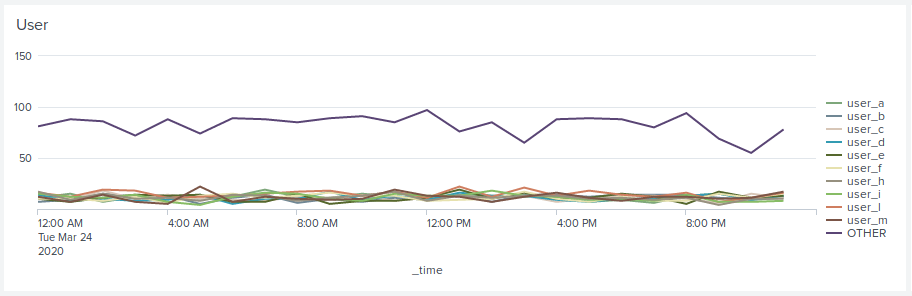 User
150
100
50
12:00 AM
4:00 AM
8:00 AM
12:00 PM
4:00 PM
8:00 PM
Tue Mar 24
2020
_time
user_a
user_b
user_c
user_d
user_e
user_f
user_h
user_i
user_l
user_m
OTHER